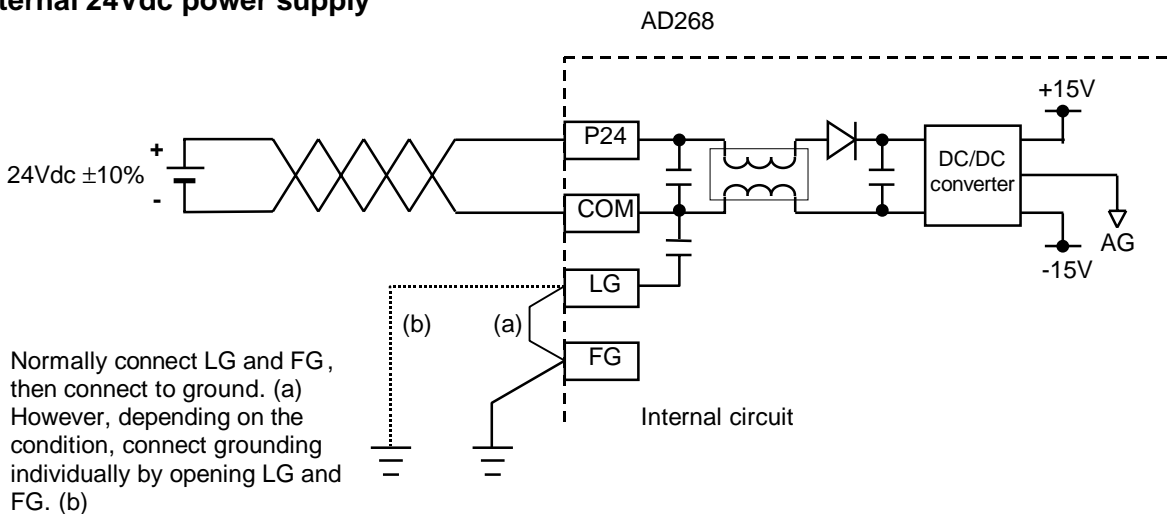 ternal 24Vdc power supply
AD268
+15V
P24
+
24Vdc ±10%
DC/DC
converter
-
COM
AG
-15V
LG
(b)
(a)
FG
Normally connect LG and FG,
then connect to ground. (a)
However, depending on the
condition, connect grounding
individually by opening LG and
FG. (b)
Internal circuit